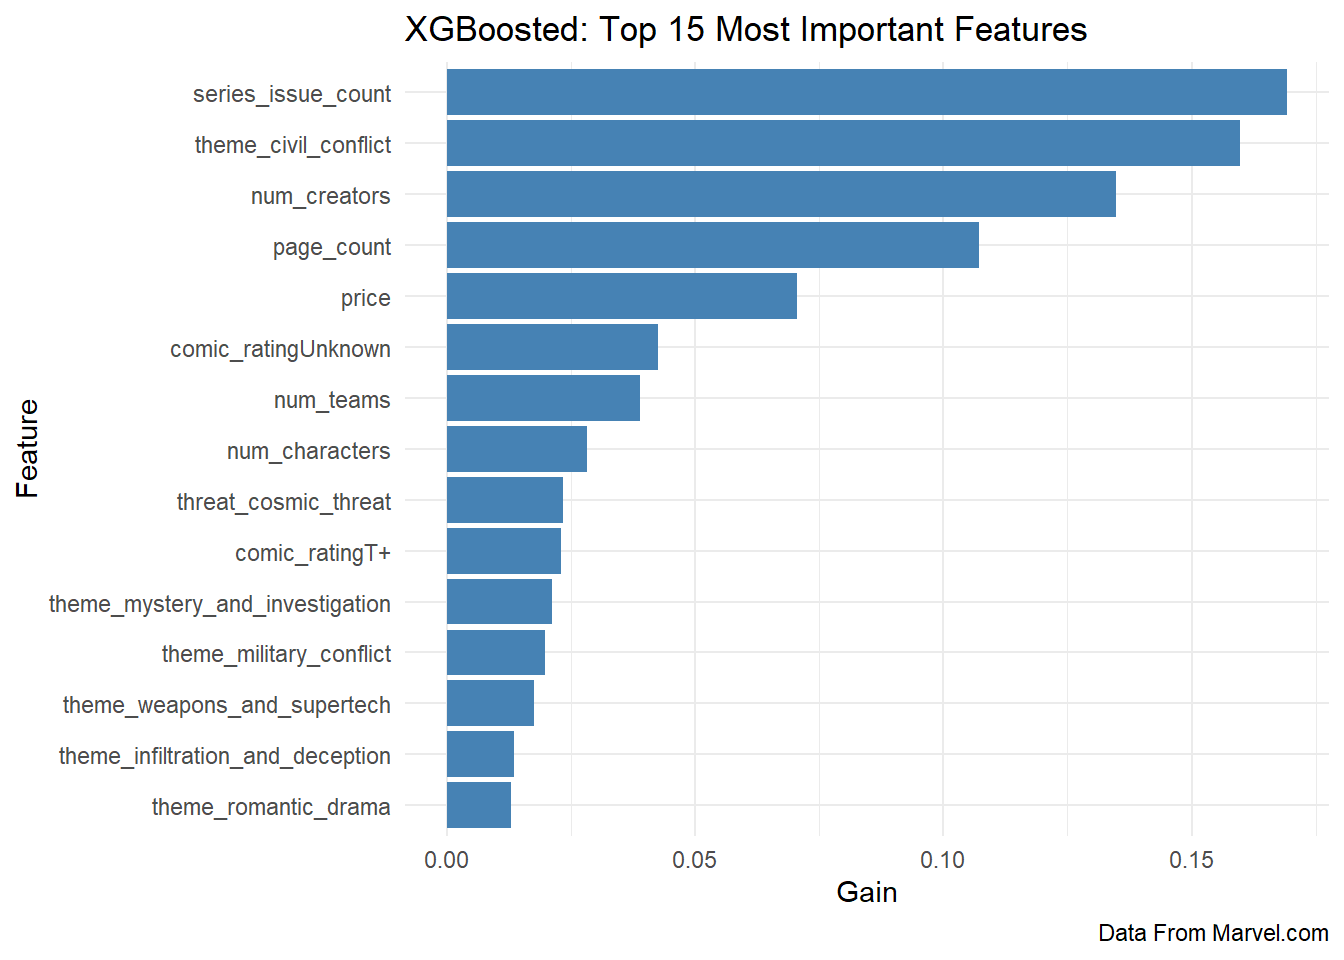 XGBoosted: Top 15 Most Important Features
series_issue_count
theme_civil_conflict
num_creators
page_count
price
comic_ratingUnknown
num_teams
num_characters
threat_cosmic_threat
comic_ratingT+
theme_mystery_and_investigation
theme_military_conflict
theme_weapons_and_supertech
theme_infiltration_and_deception
theme_romantic_drama
Feature
0.00 0.05 0.10 0.15
Gain
Data From Marvel.com